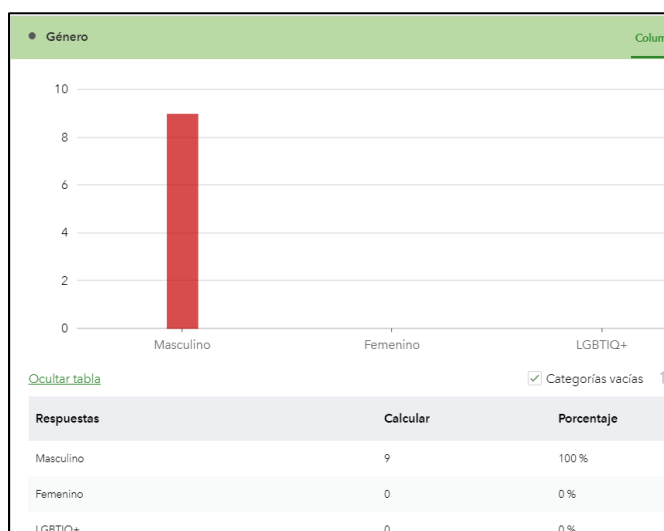 Género
Colum
10
8
6
4
2
0
Masculino Femenino LGBTIQ+
Ocultar tabla
Categorías vacías
Respuestas Calcular Porcentaje
Masculino 9 100 %
Femenino 0 0 %
LGBTIQ+ 0 0 %